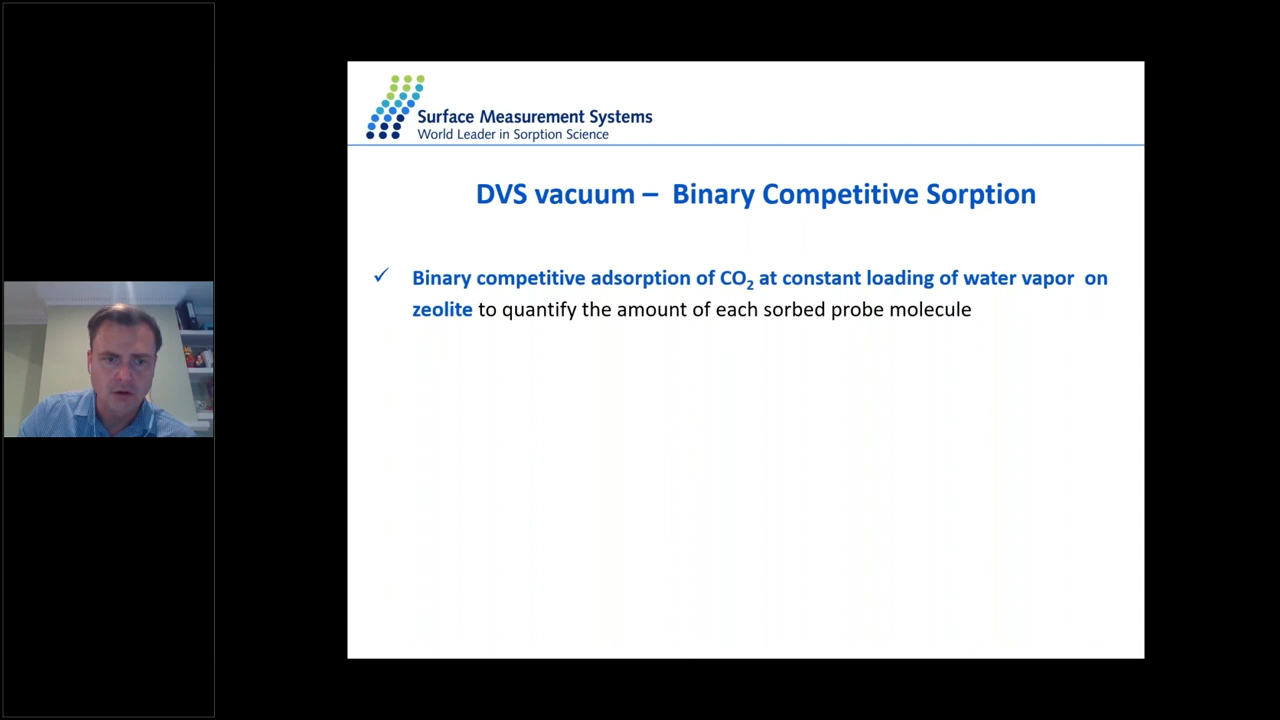 Surface Measurement Systems
World Leader in Sorption Science
DVS vacuum – Binary Competitive Sorption
✓ Binary competitive adsorption of CO₂ at constant loading of water vapor on
zeolite to quantify the amount of each sorbed probe molecule